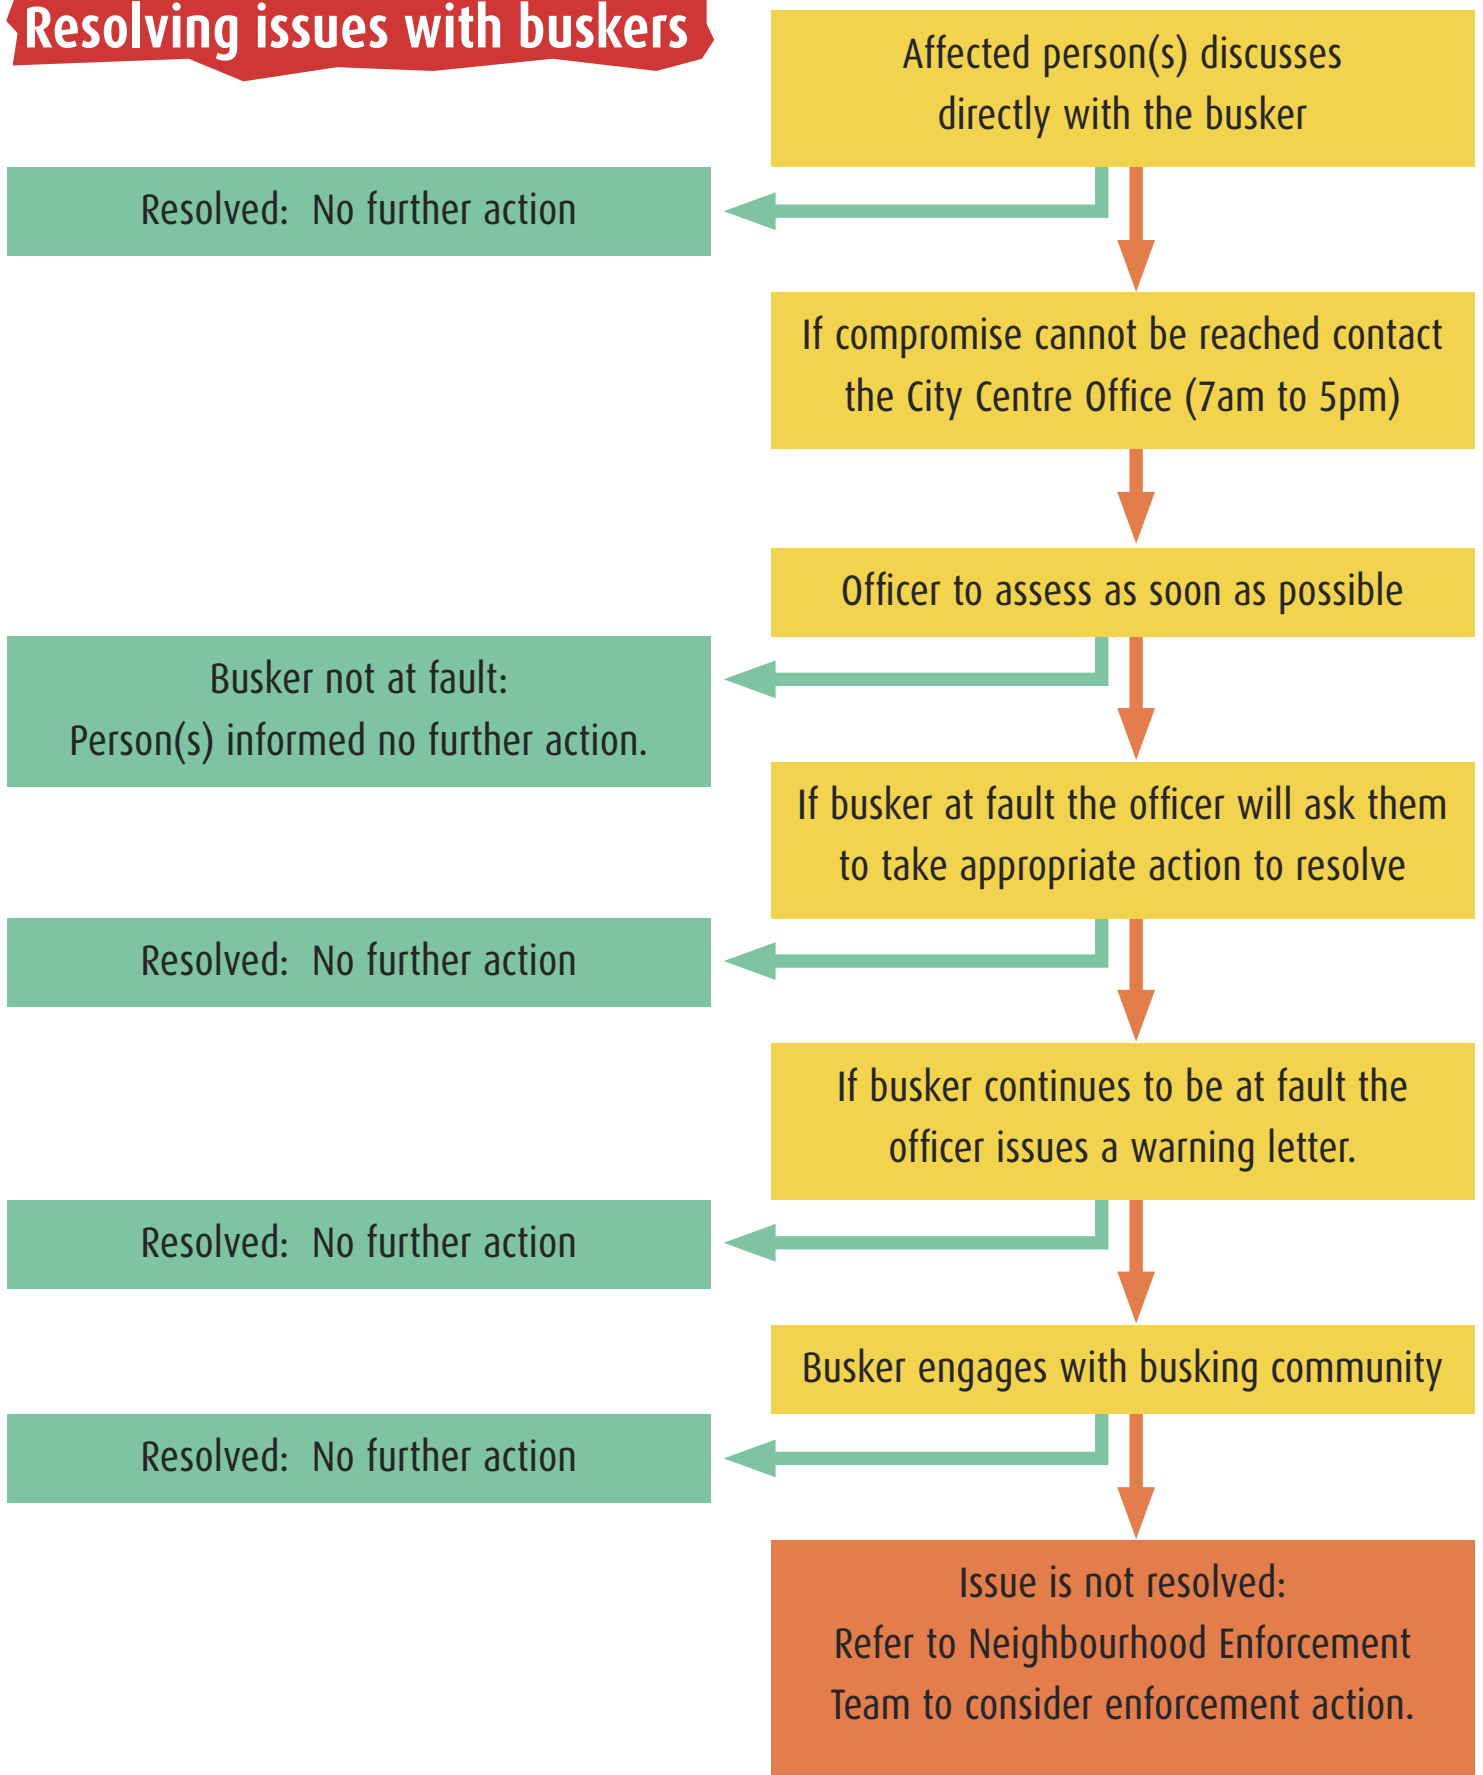 Resolving issues with buskers
Affected person(s) discusses
directly with the busker
Resolved: No further action
If compromise cannot be reached contact
the City Centre Office (7am to 5pm)
Officer to assess as soon as possible
Busker not at fault:
Person(s) informed no further action.
If busker at fault the officer will ask them
to take appropriate action to resolve
Resolved: No further action
If busker continues to be at fault the
officer issues a warning letter.
Resolved: No further action
Busker engages with busking community
Resolved: No further action
Issue is not resolved:
Refer to Neighbourhood Enforcement
Team to consider enforcement action.